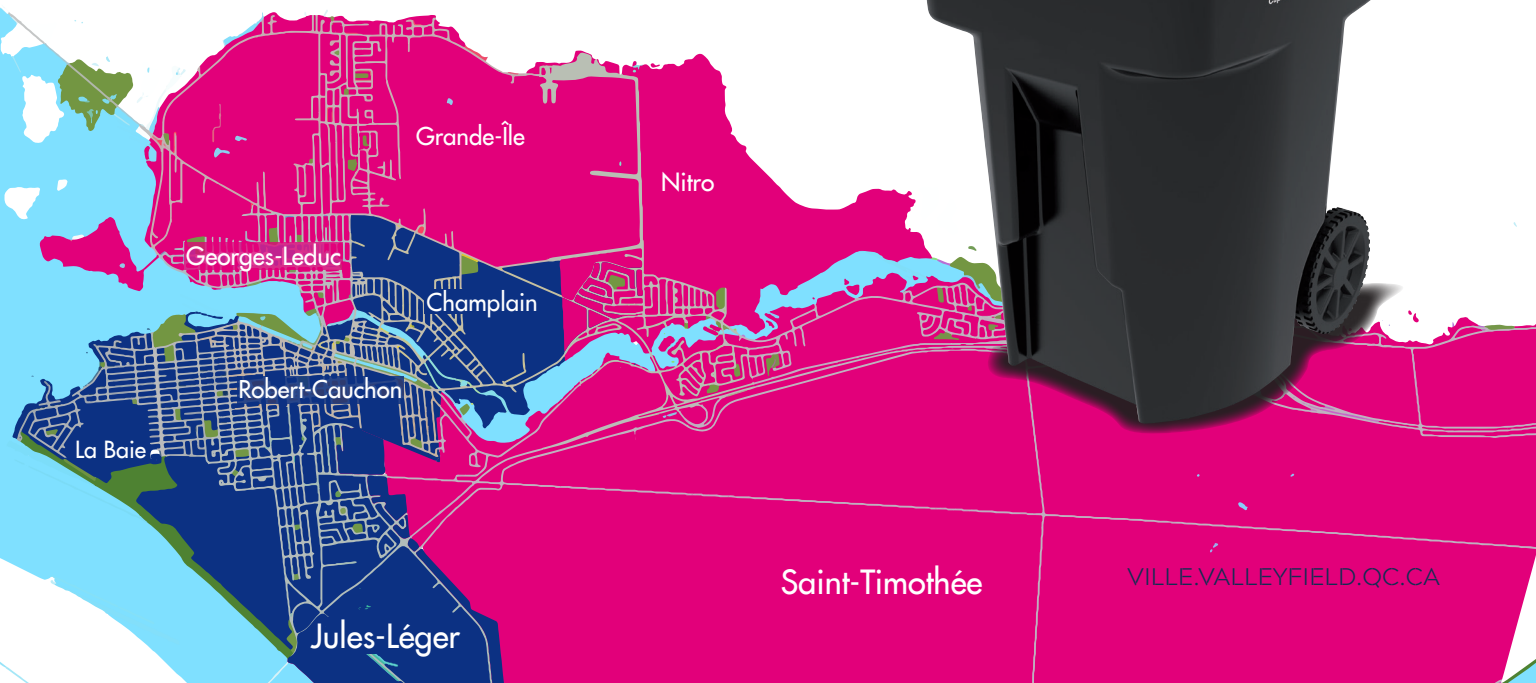 Grande-Île
Nitro
Georges-Leduc
Champlain
Robert-Cauchon
La Baie
Saint-Timothée
VILLE.VALLEYFIELD.QC.CA
Jules-Léger